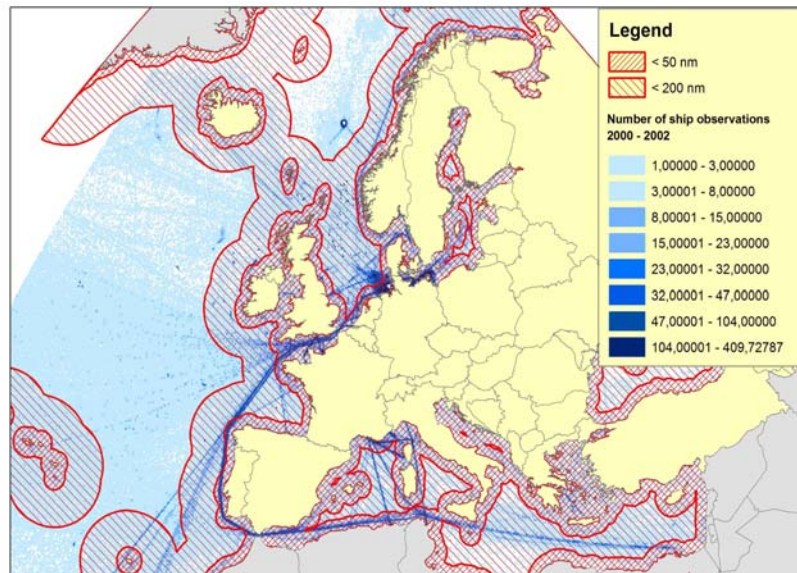 Legend
< 50 nm
< 200 nm
Number of ship observations
2000 - 2002
1,00000 - 3,00000
3,00001 - 8,00000
8,00001 - 15,00000
15,00001 - 23,00000
23,00001 - 32,00000
32,00001 - 47,00000
47,00001 - 104,00000
104,00001 - 409,72787